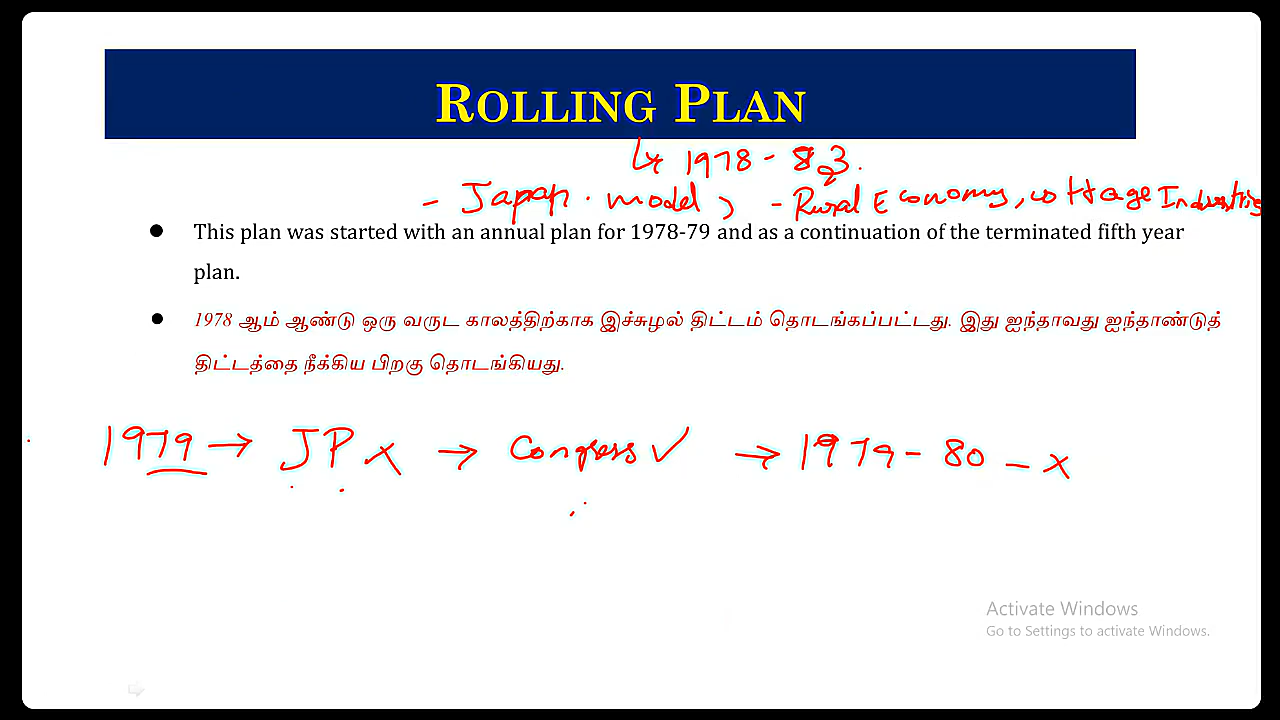 ROLLING PLAN
↳ 1978 - 83.
- Japan. model, - Rural Economy, cottage Industries
● This plan was started with an annual plan for 1978-79 and as a continuation of the terminated fifth year
plan.
● 1978 ஆம் ஆண்டு ஒரு வருட காலத்திற்காக இச்சுழல் திட்டம் தொடங்கப்பட்டது. இது ஐந்தாவது ஐந்தாண்டுத்
திட்டத்தை நீக்கிய பிறகு தொடங்கியது.
1979 → JP x → Congress ✓ → 1979 - 80 - x
Activate Windows
Go to Settings to activate Windows.